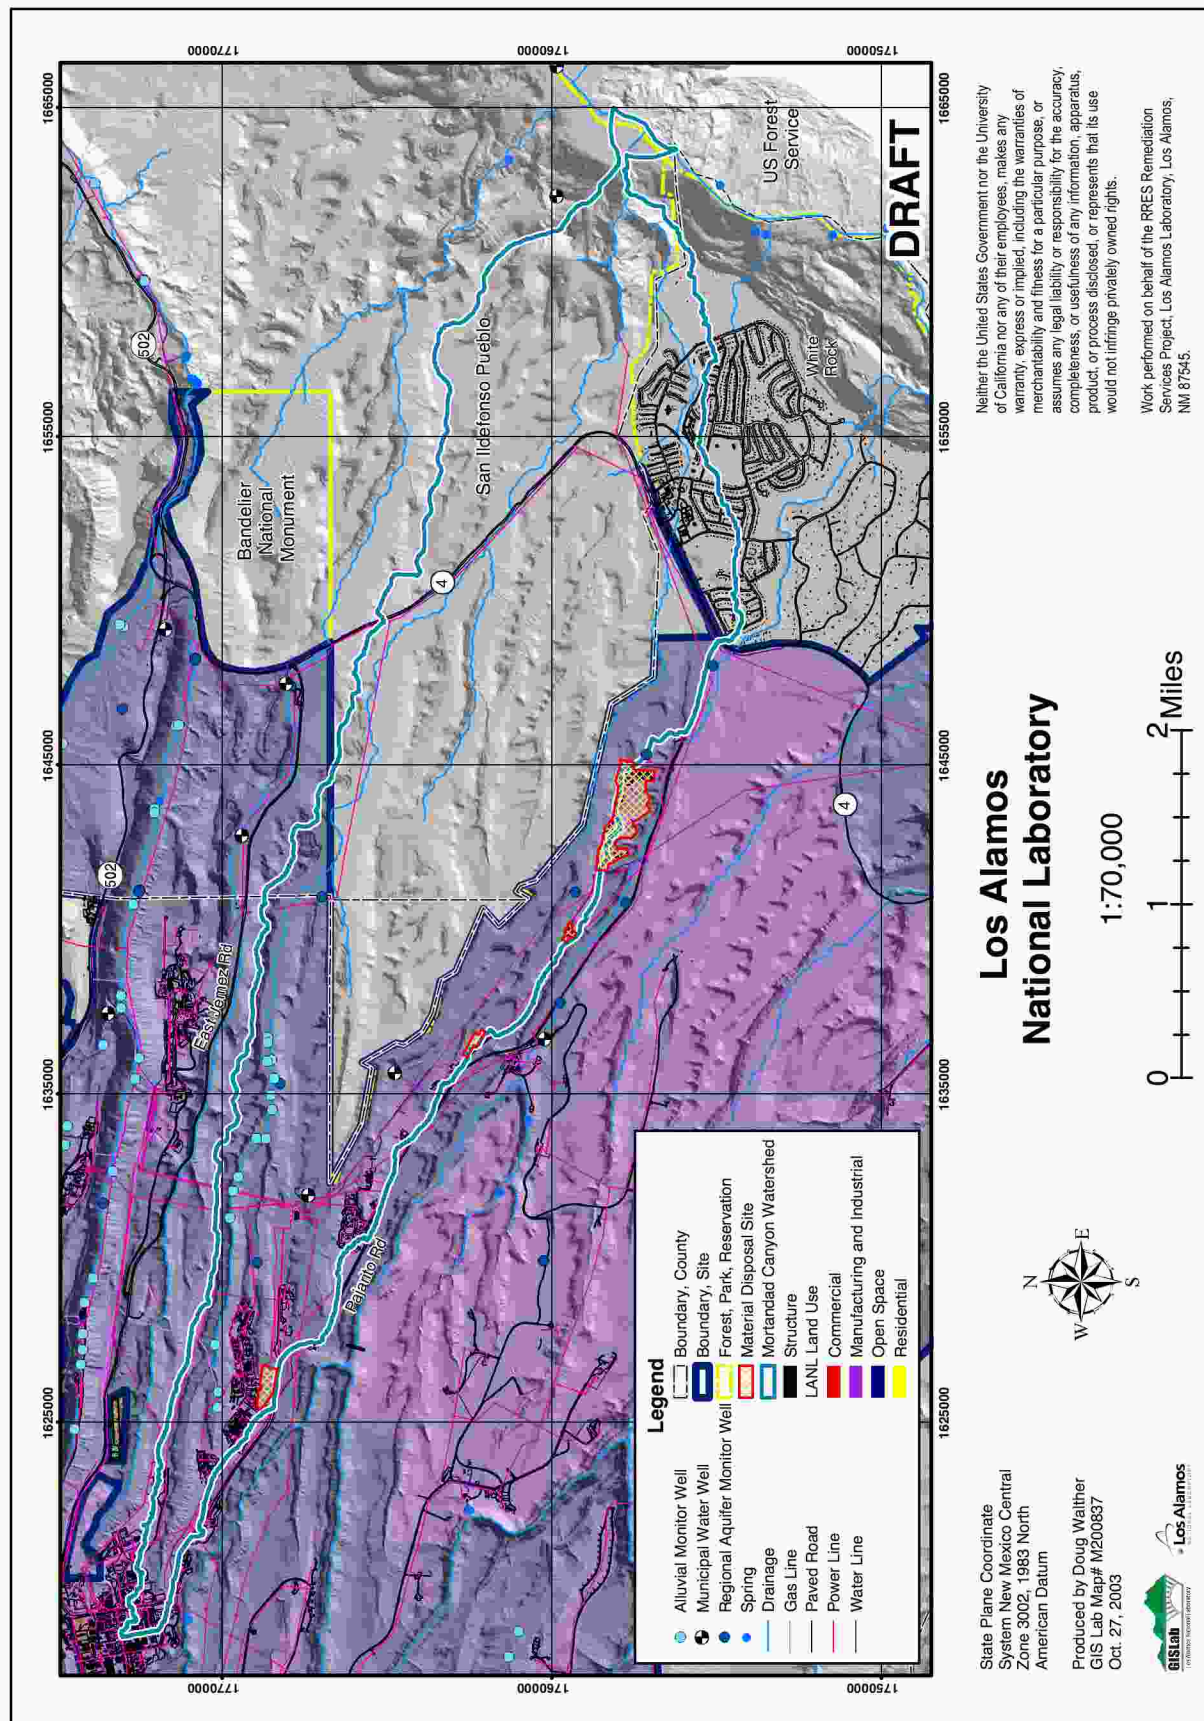 1625000
1635000
1645000
1655000
1665000
1770000
1760000
1750000
1770000
1760000
1750000
1625000
1635000
1645000
1655000
1665000
502
502
4
4
East Jemez Rd
Pajarito Rd
Bandelier
National
Monument
San Ildefonso Pueblo
White
Rock
US Forest
Service
DRAFT
Legend
Alluvial Monitor Well
Municipal Water Well
Regional Aquifer Monitor Well
Spring
Drainage
Gas Line
Paved Road
Power Line
Water Line
Boundary, County
Boundary, Site
Forest, Park, Reservation
Material Disposal Site
Mortandad Canyon Watershed
Structure
LANL Land Use
Commercial
Manufacturing and Industrial
Open Space
Residential
State Plane Coordinate
System New Mexico Central
Zone 3002, 1983 North
American Datum
Produced by Doug Walther
GIS Lab Map# M200837
Oct. 27, 2003
GISLab
Los Alamos
N
W
E
S
Los Alamos
National Laboratory
1:70,000
0
1
2
Miles
Neither the United States Government nor the University
of California nor any of their employees, makes any
warranty, express or implied, including the warranties of
merchantability and fitness for a particular purpose, or
assumes any legal liability or responsibility for the accuracy,
completeness, or usefulness of any information, apparatus,
product, or process disclosed, or represents that its use
would not infringe privately owned rights.
Work performed on behalf of the RRES Remediation
Services Project, Los Alamos Laboratory, Los Alamos,
NM 87545.